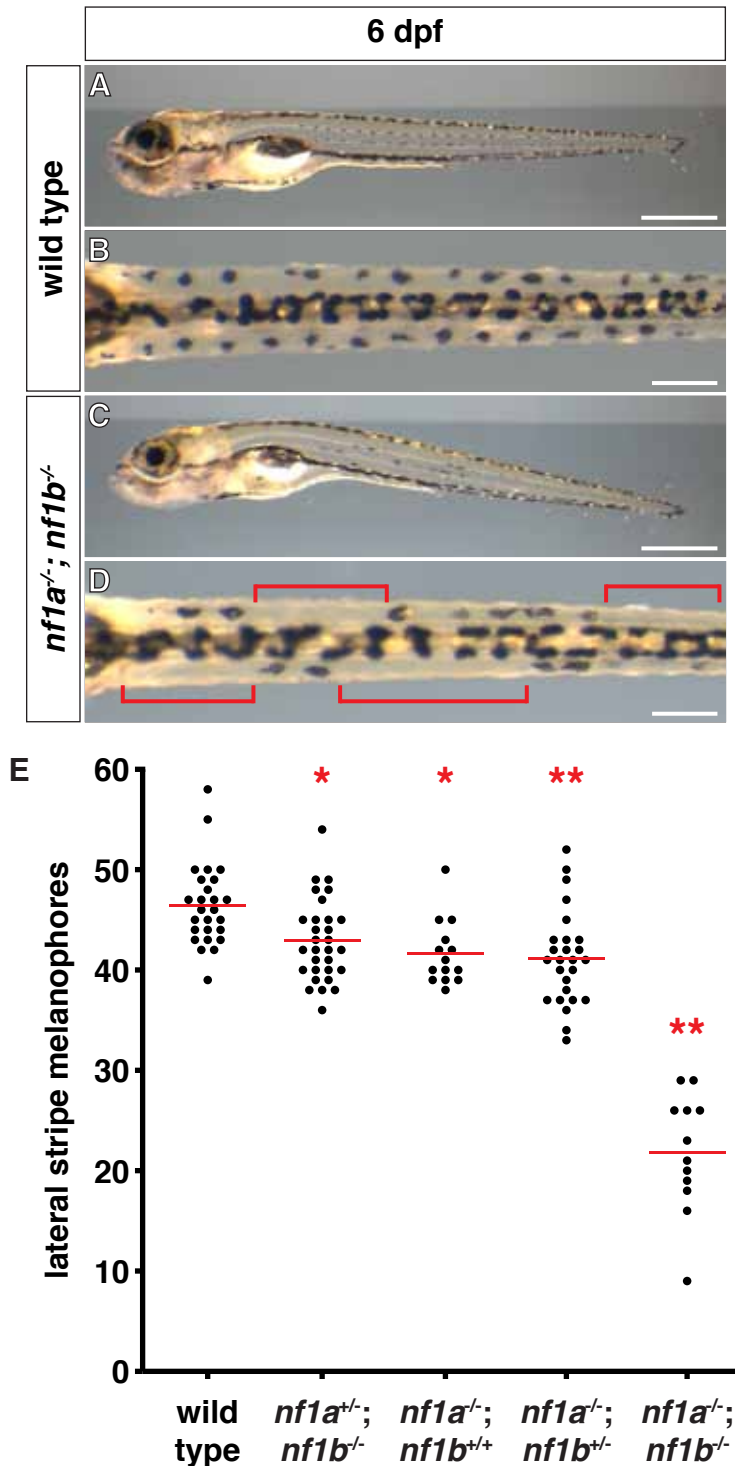 6 dpf
wild type
A
B
nf1a-/-; nf1b-/-
C
D
E
lateral stripe melanophores
60
50
40
30
20
10
0
*
*
**
**
wild type
nf1a+/-; nf1b-/-
nf1a-/-; nf1b+/+
nf1a-/-; nf1b+/-
nf1a-/-; nf1b-/-